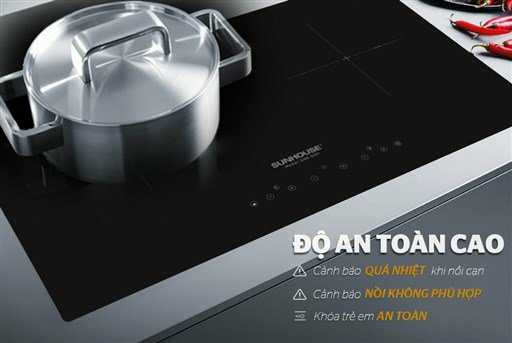 SUNHOUSE
ĐỘ AN TOÀN CAO
Cảnh báo QUÁ NHIỆT khi nồi cạn
Cảnh báo NỒI KHÔNG PHÙ HỢP
Khóa trẻ em AN TOÀN